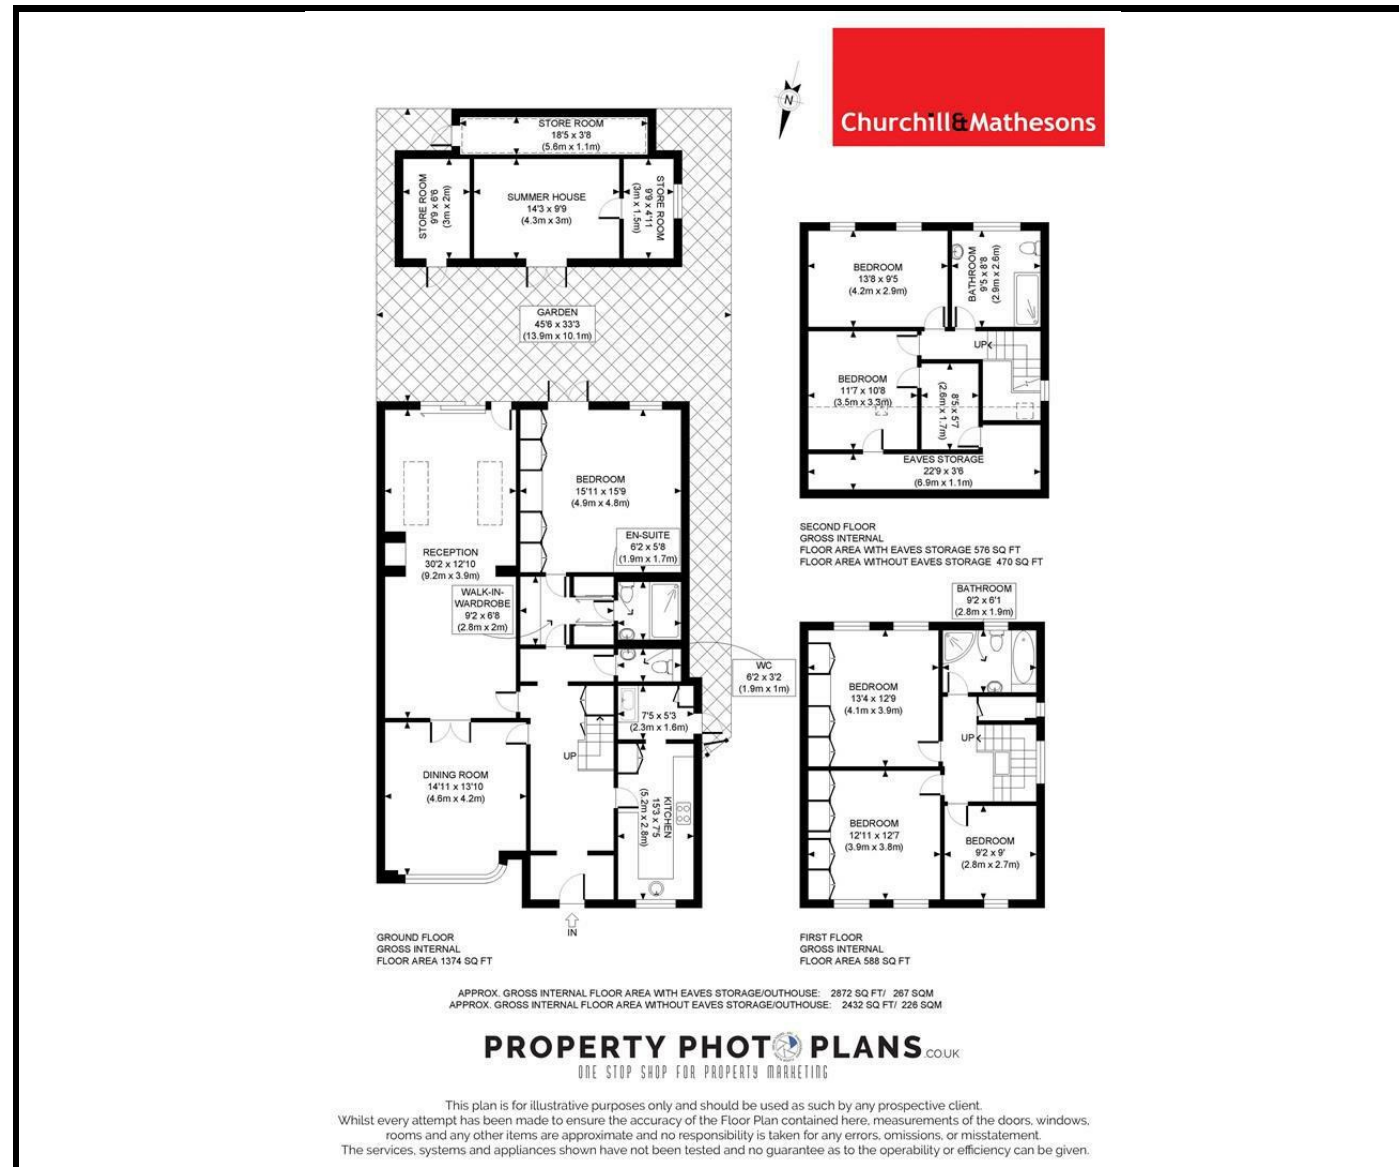 N
Churchill&Mathesons
STORE ROOM
18'5 x 3'8
(5.6m x 1.1m)
STORE ROOM
9'9 x 6'6
(3m x 2m)
SUMMER HOUSE
14'3 x 9'9
(4.3m x 3m)
STORE ROOM
9'9 x 4'11
(3m x 1.5m)
GARDEN
45'6 x 33'3
(13.9m x 10.1m)
BEDROOM
15'11 x 15'9
(4.9m x 4.8m)
EN-SUITE
6'2 x 5'8
(1.9m x 1.7m)
RECEPTION
30'2 x 12'10
(9.2m x 3.9m)
WALK-IN-
WARDROBE
9'2 x 6'8
(2.8m x 2m)
WC
6'2 x 3'2
(1.9m x 1m)
7'5 x 5'3
(2.3m x 1.6m)
UP
DINING ROOM
14'11 x 13'10
(4.6m x 4.2m)
KITCHEN
15'3 x 7'5
(5.2m x 2.8m)
IN
GROUND FLOOR
GROSS INTERNAL
FLOOR AREA 1374 SQ FT
BEDROOM
13'8 x 9'5
(4.2m x 2.9m)
BATHROOM
9'5 x 8'8
(2.9m x 2.6m)
UP
BEDROOM
11'7 x 10'8
(3.5m x 3.3m)
8'5 x 5'7
(2.6m x 1.7m)
EAVES STORAGE
22'9 x 3'6
(6.9m x 1.1m)
SECOND FLOOR
GROSS INTERNAL
FLOOR AREA WITH EAVES STORAGE 576 SQ FT
FLOOR AREA WITHOUT EAVES STORAGE 470 SQ FT
BATHROOM
9'2 x 6'1
(2.8m x 1.9m)
BEDROOM
13'4 x 12'9
(4.1m x 3.9m)
UP
BEDROOM
12'11 x 12'7
(3.9m x 3.8m)
BEDROOM
9'2 x 9'
(2.8m x 2.7m)
FIRST FLOOR
GROSS INTERNAL
FLOOR AREA 588 SQ FT
APPROX. GROSS INTERNAL FLOOR AREA WITH EAVES STORAGE/OUTHOUSE: 2872 SQ FT/ 267 SQM
APPROX. GROSS INTERNAL FLOOR AREA WITHOUT EAVES STORAGE/OUTHOUSE: 2432 SQ FT/ 226 SQM
PROPERTY PHOTO PLANS.CO.UK
ONE STOP SHOP FOR PROPERTY MARKETING
This plan is for illustrative purposes only and should be used as such by any prospective client.
Whilst every attempt has been made to ensure the accuracy of the Floor Plan contained here, measurements of the doors, windows,
rooms and any other items are approximate and no responsibility is taken for any errors, omissions, or misstatement.
The services, systems and appliances shown have not been tested and no guarantee as to the operability or efficiency can be given.